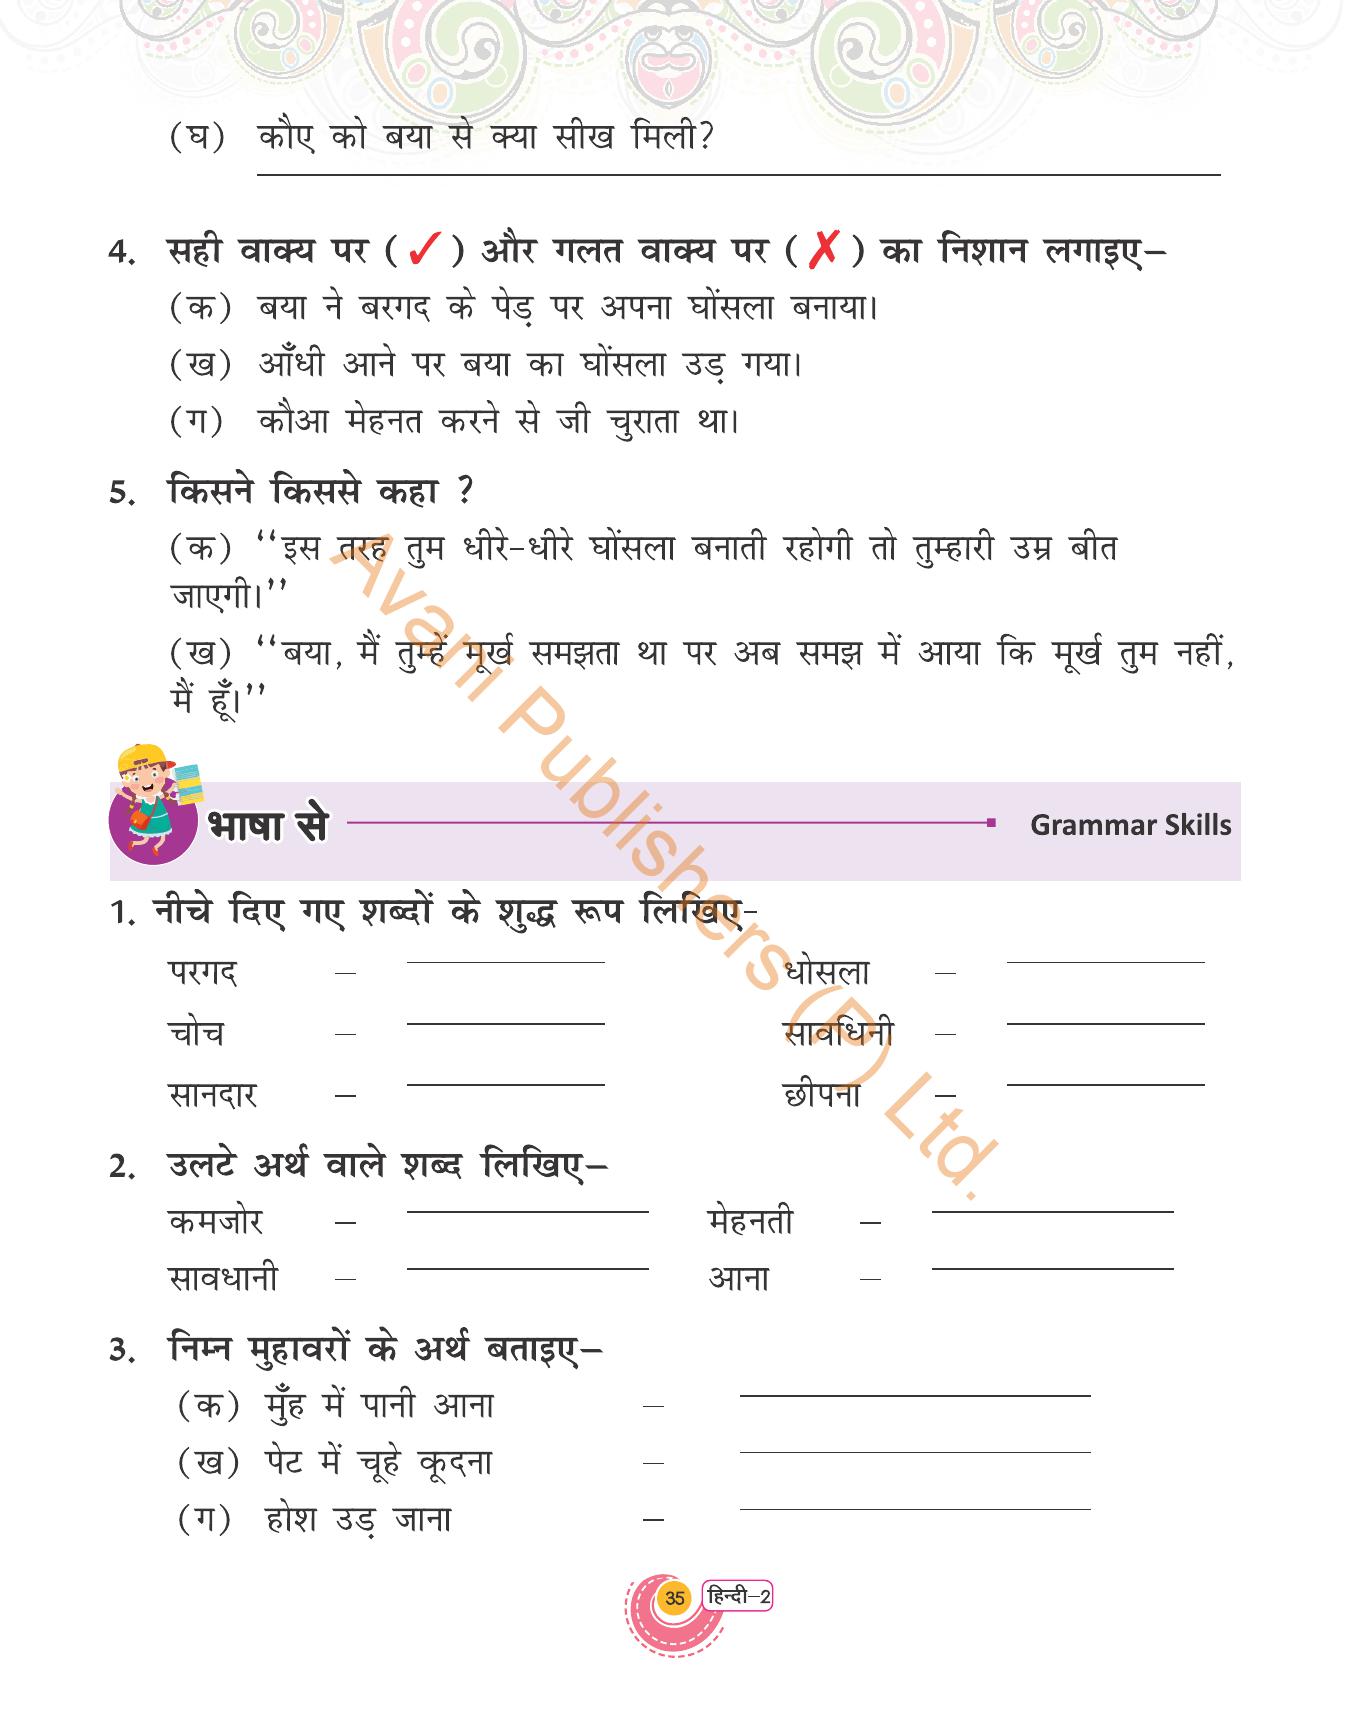 (घ) कौए को बया से क्या सीख मिली?
4. सही वाक्य पर (✓) और गलत वाक्य पर (✗) का निशान लगाइए–
(क) बया ने बरगद के पेड़ पर अपना घोंसला बनाया।
(ख) आँधी आने पर बया का घोंसला उड़ गया।
(ग) कौआ मेहनत करने से जी चुराता था।
5. किसने किससे कहा ?
(क) ‘‘इस तरह तुम धीरे–धीरे घोंसला बनाती रहोगी तो तुम्हारी उम्र बीत
जाएगी।’’
(ख) ‘‘बया, मैं तुम्हें मूर्ख समझता था पर अब समझ में आया कि मूर्ख तुम नहीं,
मैं हूँ।’’
भाषा से Grammar Skills
1. नीचे दिए गए शब्दों के शुद्ध रूप लिखिए-
परगद – धोसला –
चोच – सावधिनी –
सानदार – छीपना –
2. उलटे अर्थ वाले शब्द लिखिए–
कमजोर – मेहनती –
सावधानी – आना –
3. निम्न मुहावरों के अर्थ बताइए–
(क) मुँह में पानी आना –
(ख) पेट में चूहे कूदना –
(ग) होश उड़ जाना –
35 हिन्दी–2
Avani Publishers (P) Ltd.